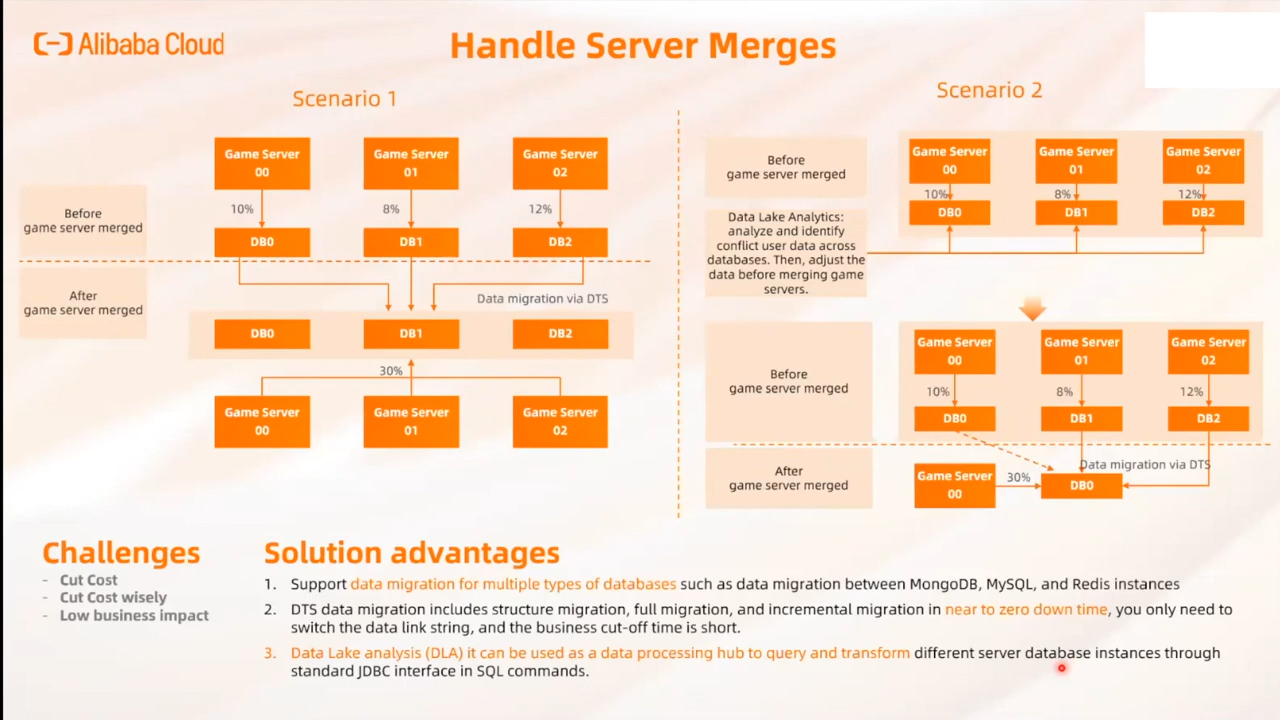 Alibaba Cloud
Handle Server Merges
Scenario 1
Game Server
00
Game Server
01
Game Server
02
10%
8%
12%
Before
game server merged
DB0
DB1
DB2
After
game server merged
Data migration via DTS
DB0
DB1
DB2
30%
Game Server
00
Game Server
01
Game Server
02
Scenario 2
Before
game server merged
Game Server
00
Game Server
01
Game Server
02
10%
8%
12%
DB0
DB1
DB2
Data Lake Analytics:
analyze and identify
conflict user data across
databases. Then, adjust the
data before merging game
servers.
Before
game server merged
Game Server
00
Game Server
01
Game Server
02
10%
8%
12%
DB0
DB1
DB2
Data migration via DTS
After
game server merged
Game Server
00
30%
DB0
Challenges
- Cut Cost
- Cut Cost wisely
- Low business impact
Solution advantages
1. Support data migration for multiple types of databases such as data migration between MongoDB, MySQL, and Redis instances
2. DTS data migration includes structure migration, full migration, and incremental migration in near to zero down time, you only need to
switch the data link string, and the business cut-off time is short.
3. Data Lake analysis (DLA) it can be used as a data processing hub to query and transform different server database instances through
standard JDBC interface in SQL commands.